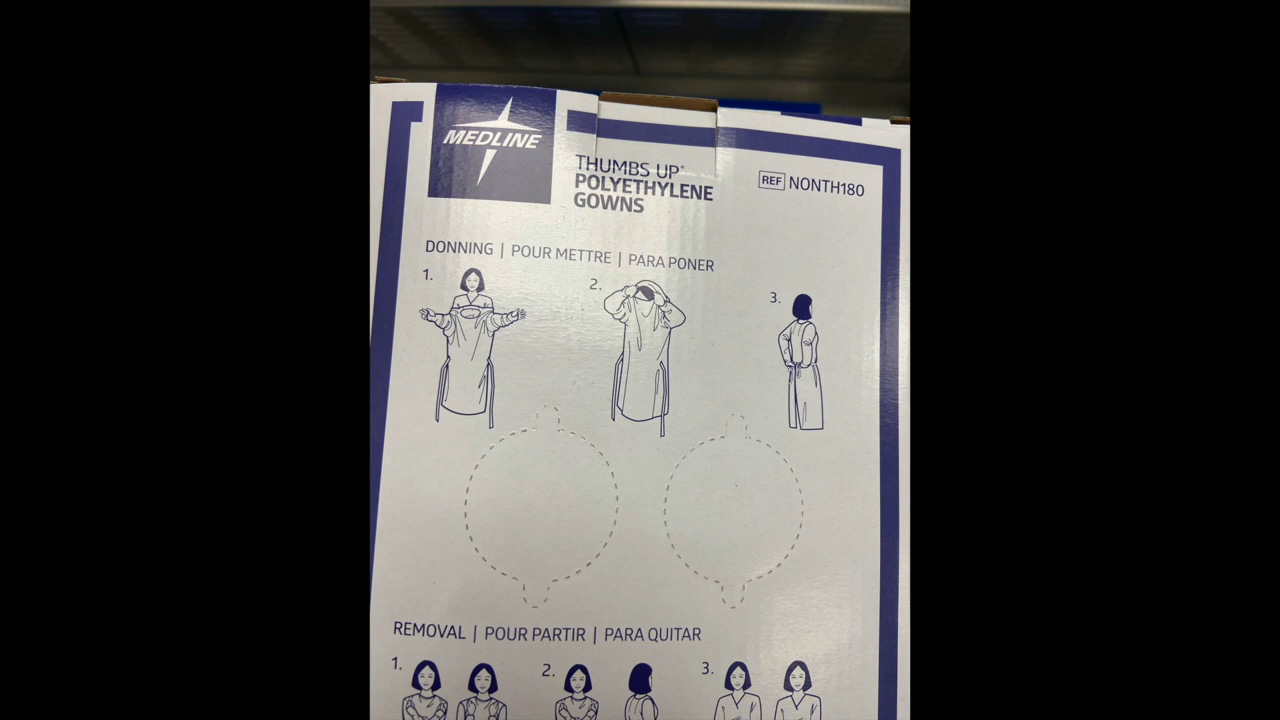 MEDLINE
THUMBS UP®
POLYETHYLENE
GOWNS
REF NONTH180
DONNING | POUR METTRE | PARA PONER
1.
2.
3.
REMOVAL | POUR PARTIR | PARA QUITAR
1.
2.
3.